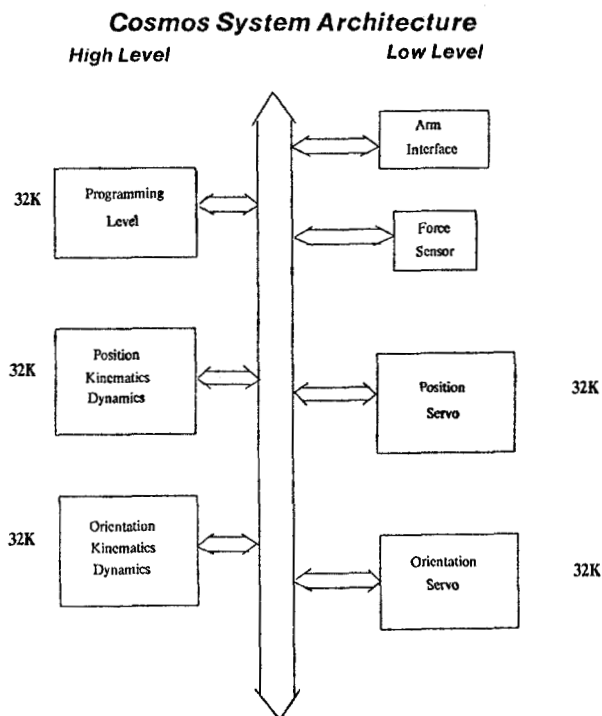 Cosmos System Architecture
High Level
Low Level
Arm
Interface
32K
Programming
Level
Force
Sensor
32K
Position
Kinematics
Dynamics
Position
Servo
32K
32K
Orientation
Kinematics
Dynamics
Orientation
Servo
32K